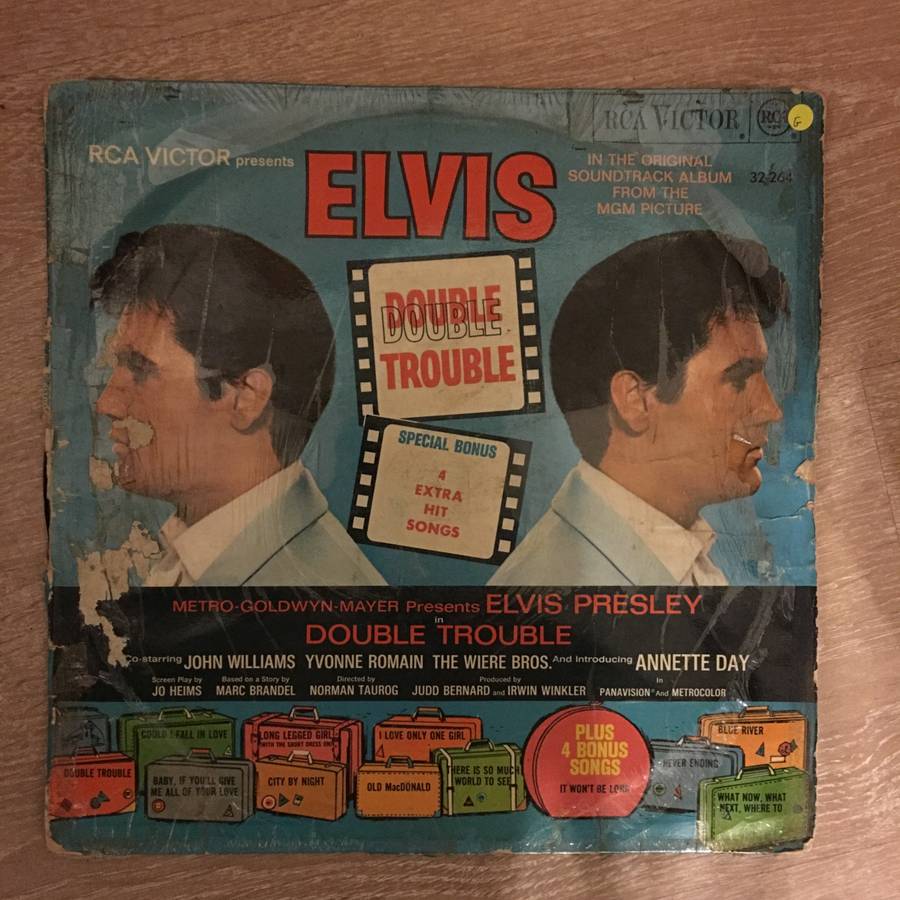 RCA VICTOR
RCA
G
RCA VICTOR presents
ELVIS
IN THE ORIGINAL
SOUNDTRACK ALBUM
FROM THE
MGM PICTURE
32-264
DOUBLE
DOUBLE
TROUBLE
SPECIAL BONUS
4
EXTRA
HIT
SONGS
METRO-GOLDWYN-MAYER Presents ELVIS PRESLEY
in
DOUBLE TROUBLE
Co-starring JOHN WILLIAMS YVONNE ROMAIN THE WIERE BROS. And Introducing ANNETTE DAY
Screen Play by
JO HEIMS
Based on a Story by
MARC BRANDEL
Directed by
NORMAN TAUROG
Produced by
JUDD BERNARD and IRWIN WINKLER
in
PANAVISION® And METROCOLOR
DOUBLE TROUBLE
COULD I FALL IN LOVE
BABY, IF YOU'LL GIVE
ME ALL OF YOUR LOVE
LONG LEGGED GIRL
(WITH THE SHORT DRESS ON)
CITY BY NIGHT
I LOVE ONLY ONE GIRL
OLD MacDONALD
THERE IS SO MUCH
WORLD TO SEE
PLUS
4 BONUS
SONGS
IT WON'T BE LONG
NEVER ENDING
BLUE RIVER
WHAT NOW, WHAT
NEXT, WHERE TO